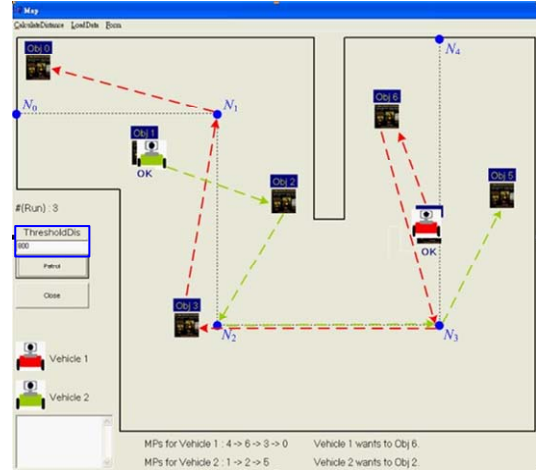 Map
CalculateDistance LoadData Form
Obj 0
N4
N0
N1
Obj 6
Obj 1
OK
Obj 2
Obj 5
#(Run) : 3
ThresholdDis
800
OK
Patrol
Close
Obj 3
N2
N3
Vehicle 1
Vehicle 2
MPs for Vehicle 1 : 4 -> 6 -> 3 -> 0 Vehicle 1 wants to Obj 6.
MPs for Vehicle 2 : 1 -> 2 -> 5 Vehicle 2 wants to Obj 2.